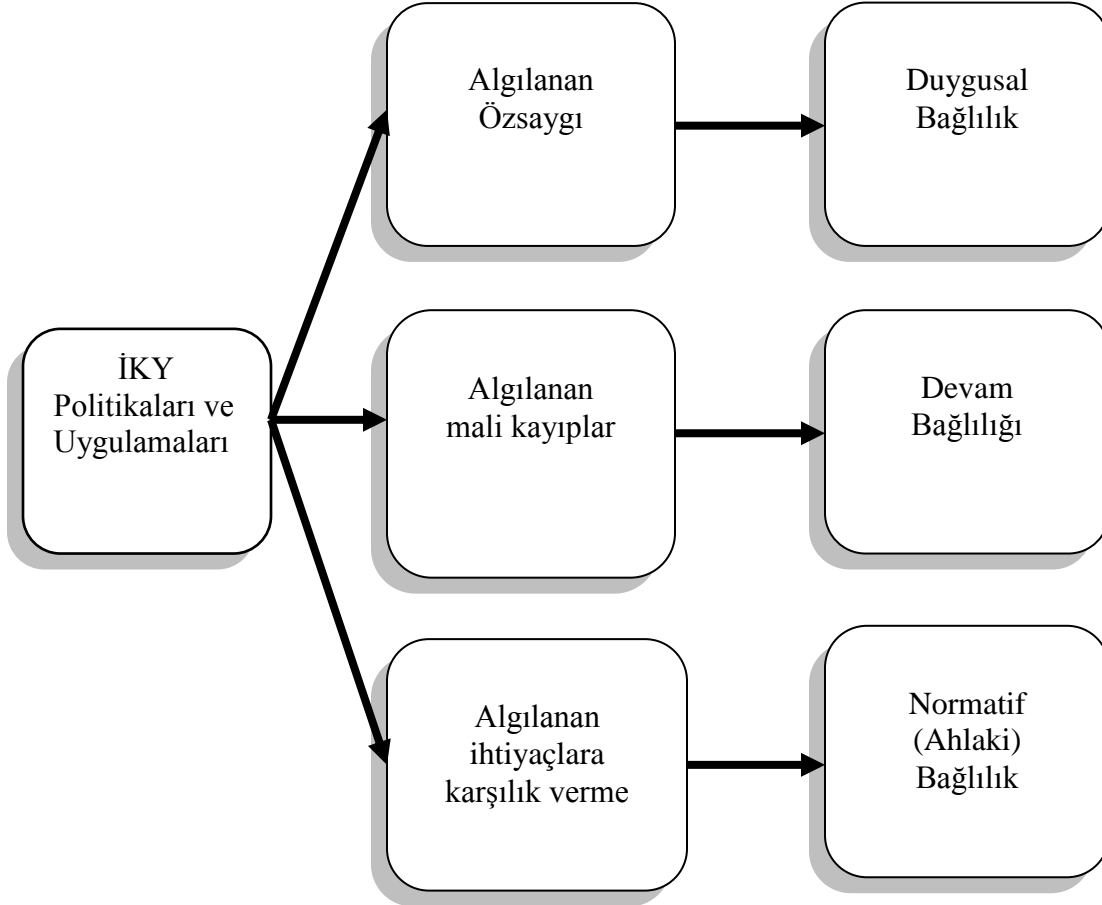 Algılanan
Özsaygı
Duygusal
Bağlılık
İKY
Politikaları ve
Uygulamaları
Algılanan
mali kayıplar
Devam
Bağlılığı
Algılanan
ihtiyaçlara
karşılık verme
Normatif
(Ahlaki)
Bağlılık